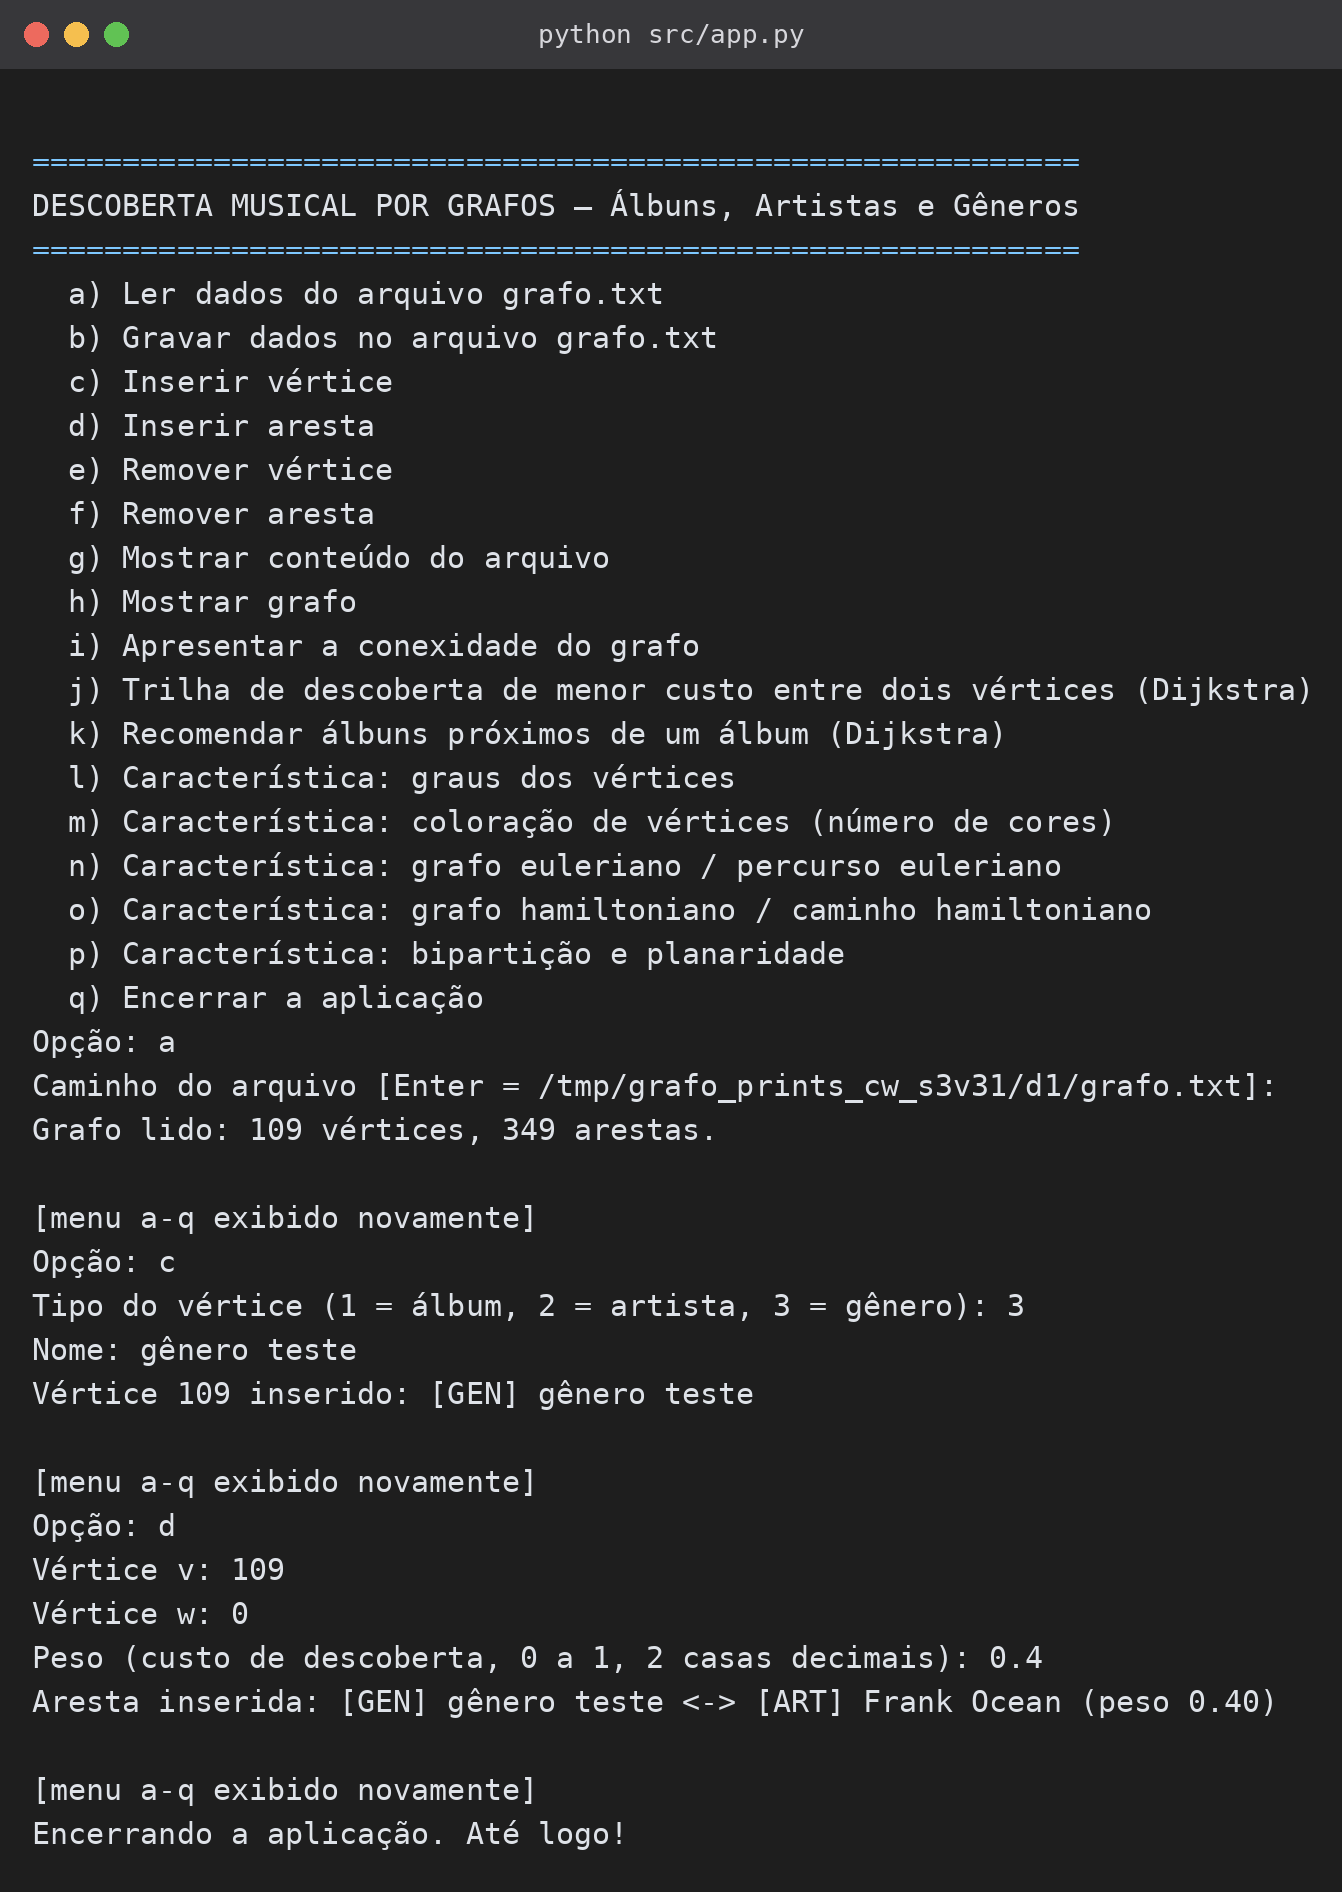 python src/app.py
==========================================================
DESCOBERTA MUSICAL POR GRAFOS — Álbuns, Artistas e Gêneros
==========================================================
  a) Ler dados do arquivo grafo.txt
  b) Gravar dados no arquivo grafo.txt
  c) Inserir vértice
  d) Inserir aresta
  e) Remover vértice
  f) Remover aresta
  g) Mostrar conteúdo do arquivo
  h) Mostrar grafo
  i) Apresentar a conexidade do grafo
  j) Trilha de descoberta de menor custo entre dois vértices (Dijkstra)
  k) Recomendar álbuns próximos de um álbum (Dijkstra)
  l) Característica: graus dos vértices
  m) Característica: coloração de vértices (número de cores)
  n) Característica: grafo euleriano / percurso euleriano
  o) Característica: grafo hamiltoniano / caminho hamiltoniano
  p) Característica: bipartição e planaridade
  q) Encerrar a aplicação
Opção: a
Caminho do arquivo [Enter = /tmp/grafo_prints_cw_s3v31/d1/grafo.txt]:
Grafo lido: 109 vértices, 349 arestas.

[menu a-q exibido novamente]
Opção: c
Tipo do vértice (1 = álbum, 2 = artista, 3 = gênero): 3
Nome: gênero teste
Vértice 109 inserido: [GEN] gênero teste

[menu a-q exibido novamente]
Opção: d
Vértice v: 109
Vértice w: 0
Peso (custo de descoberta, 0 a 1, 2 casas decimais): 0.4
Aresta inserida: [GEN] gênero teste <-> [ART] Frank Ocean (peso 0.40)

[menu a-q exibido novamente]
Encerrando a aplicação. Até logo!